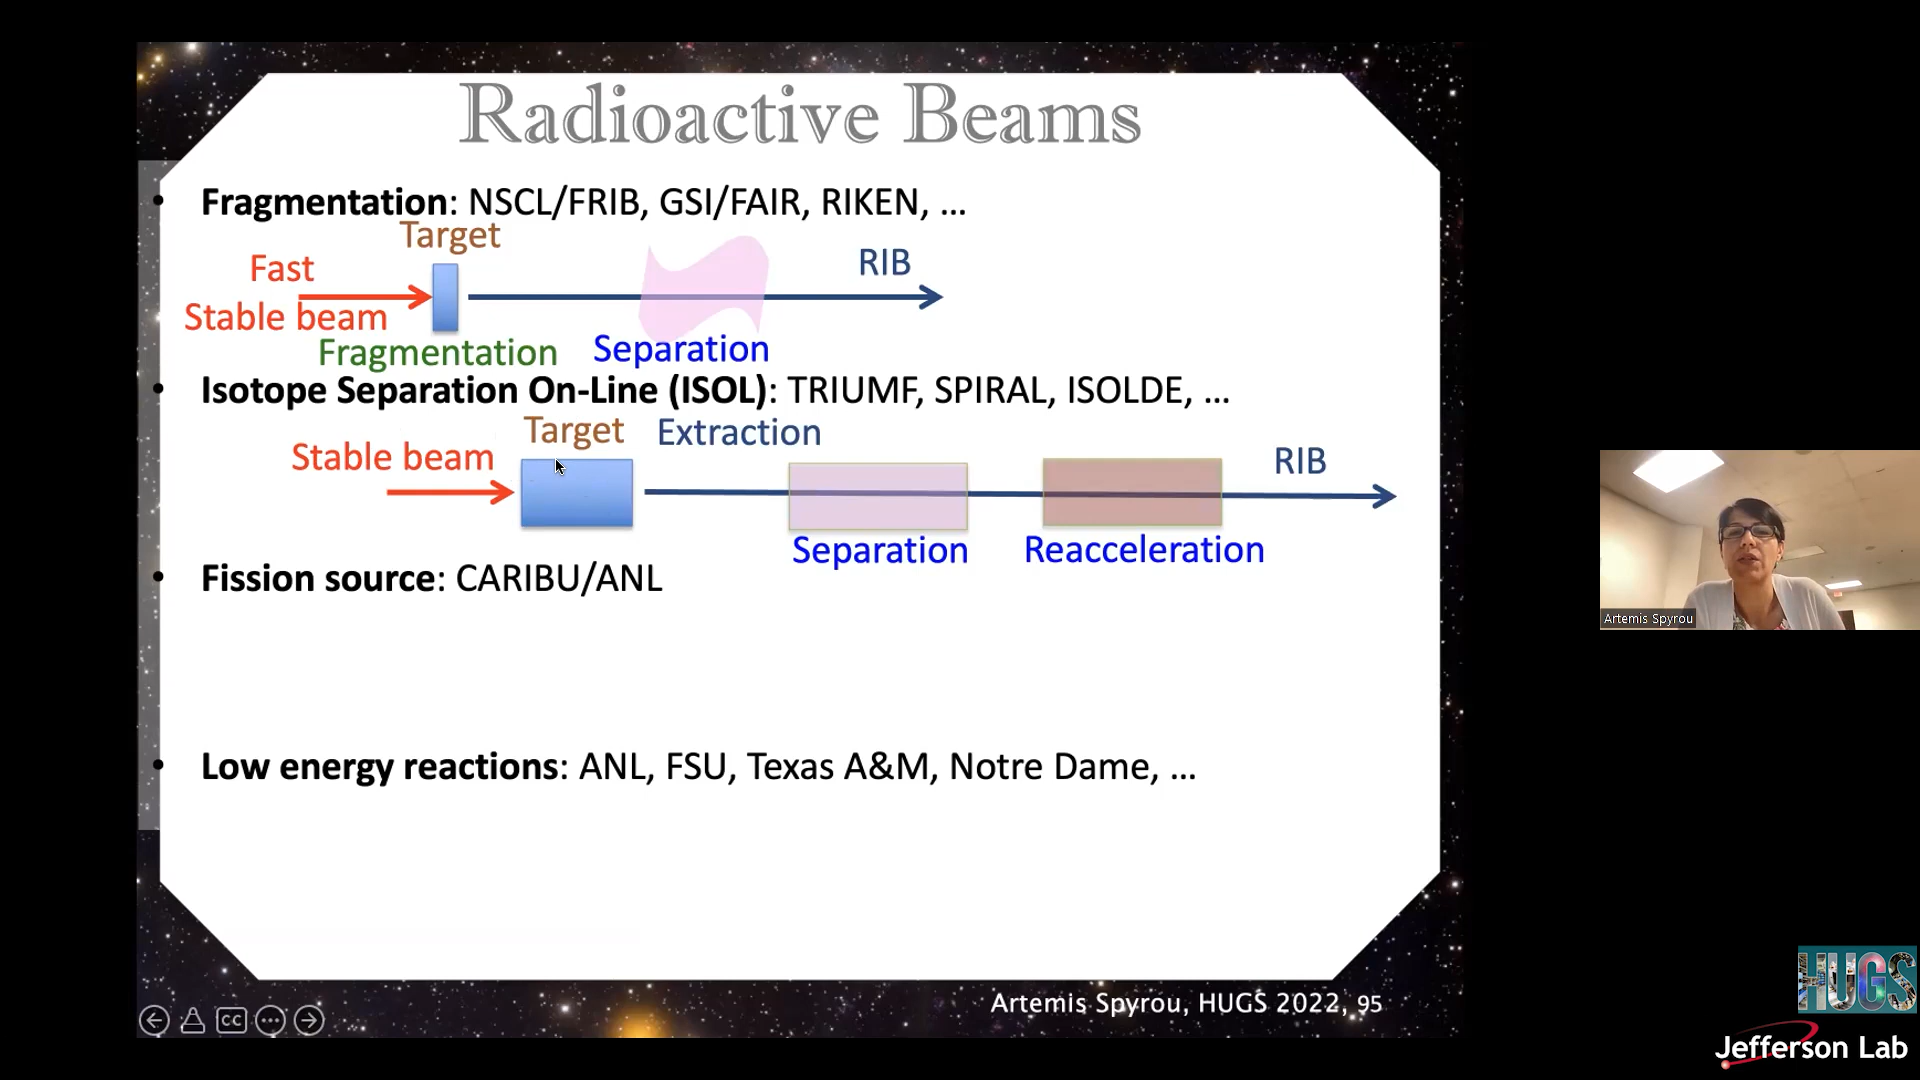 Radioactive Beams
• Fragmentation: NSCL/FRIB, GSI/FAIR, RIKEN, ...
Target
Fast
RIB
Stable beam
Fragmentation
Separation
• Isotope Separation On-Line (ISOL): TRIUMF, SPIRAL, ISOLDE, ...
Target
Extraction
Stable beam
RIB
Separation
Reacceleration
• Fission source: CARIBU/ANL
• Low energy reactions: ANL, FSU, Texas A&M, Notre Dame, ...
Artemis Spyrou, HUGS 2022, 95
CC
Artemis Spyrou
HUGS
Jefferson Lab